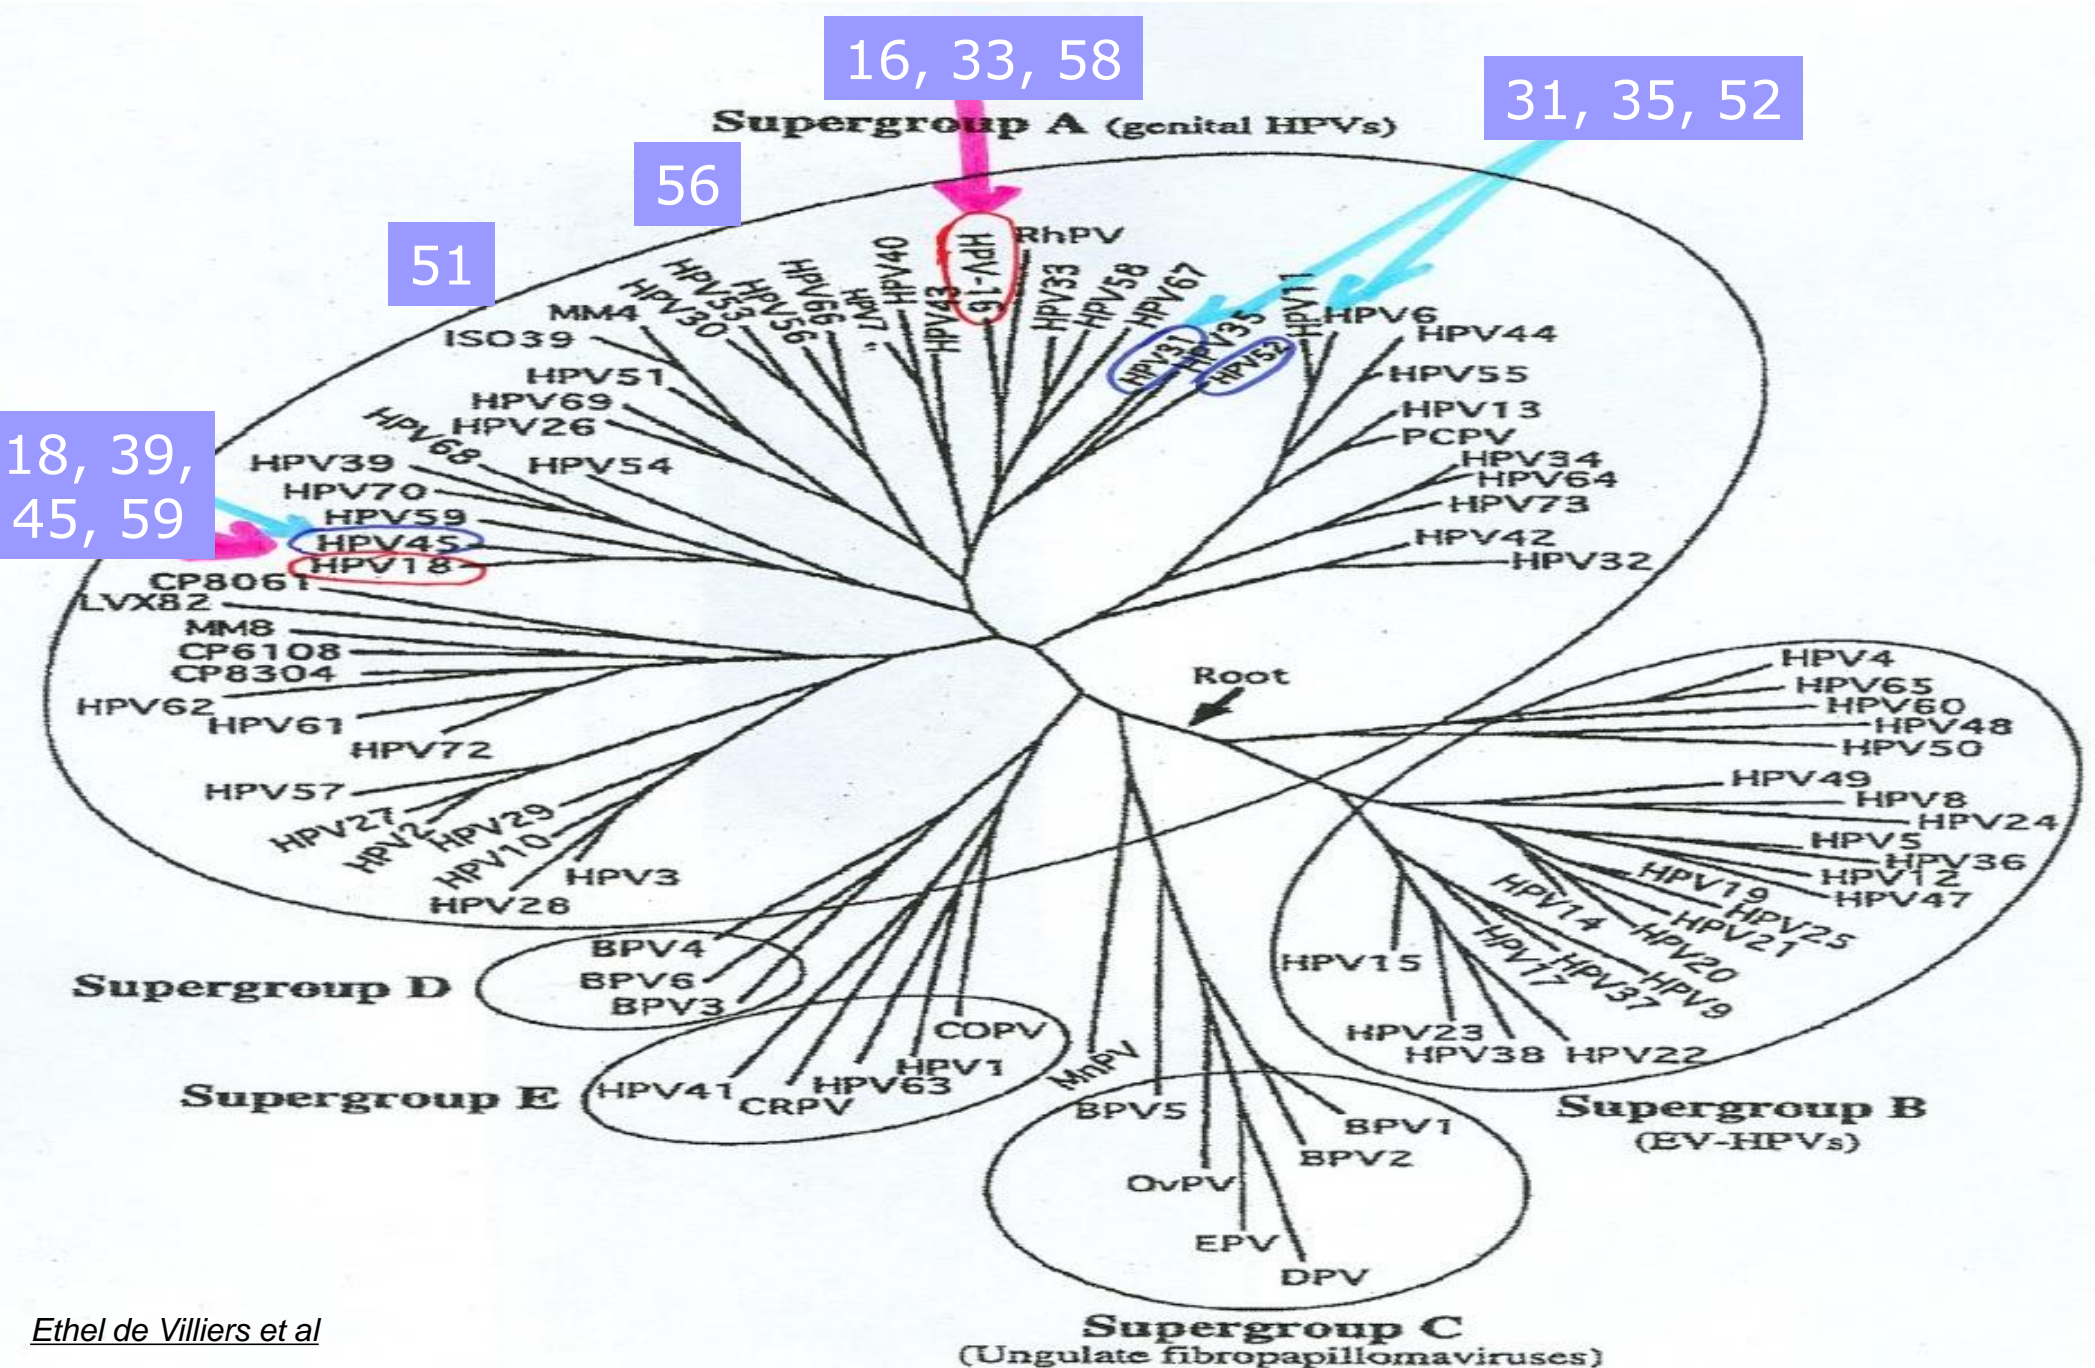 16, 33, 58
31, 35, 52
Supergroup A (genital HPVs)
56
51
18, 39,
45, 59
RhPV
HPV-16
HPV40
HPV43
HPV7
HPV66
HPV56
HPV53
HPV30
MM4
ISO39
HPV51
HPV69
HPV26
HPV68
HPV54
HPV39
HPV70
HPV59
HPV45
HPV18
CP8061
LVX82
MM8
CP6108
CP8304
HPV62
HPV61
HPV72
HPV57
HPV27
HPV2
HPV29
HPV10
HPV3
HPV28
HPV33
HPV58
HPV67
HPV31
HPV35
HPV52
HPV11
HPV6
HPV44
HPV55
HPV13
PCPV
HPV34
HPV64
HPV73
HPV42
HPV32
Root
HPV4
HPV65
HPV60
HPV48
HPV50
HPV49
HPV8
HPV24
HPV5
HPV36
HPV12
HPV47
HPV19
HPV25
HPV21
HPV20
HPV14
HPV9
HPV37
HPV17
HPV15
HPV23
HPV38
HPV22
Supergroup B
(EV-HPVs)
BPV4
BPV6
BPV3
Supergroup D
COPV
HPV1
HPV63
CRPV
HPV41
Supergroup E
MnPV
BPV5
BPV1
BPV2
OvPV
EPV
DPV
Supergroup C
(Ungulate fibropapillomaviruses)
Ethel de Villiers et al